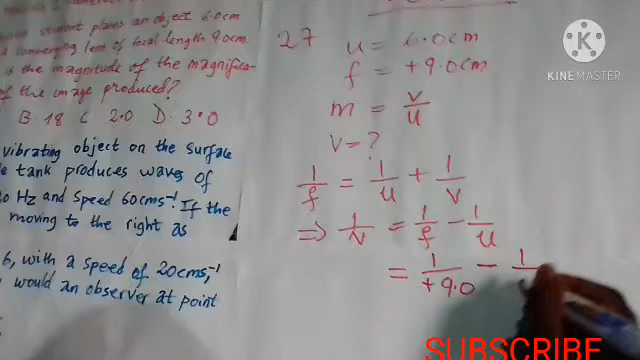 student places an object 6.0cm
converging lens of focal length 9.0cm
is the magnitude of the magnific
of the image produced?
B. 18 C 2.0 D. 3.0
vibrating object on the surface
tank produces waves of
Hz and speed 60cms⁻¹. If the
moving to the right as
6, with a speed of 20cms⁻¹,
would an observer at point
27
u = 6.0cm
f = +9.0cm
m = v/u
v = ?
1/f = 1/u + 1/v
⇒ 1/v = 1/f - 1/u
= 1/+9.0 - 1
KINEMASTER
SUBSCRIBE